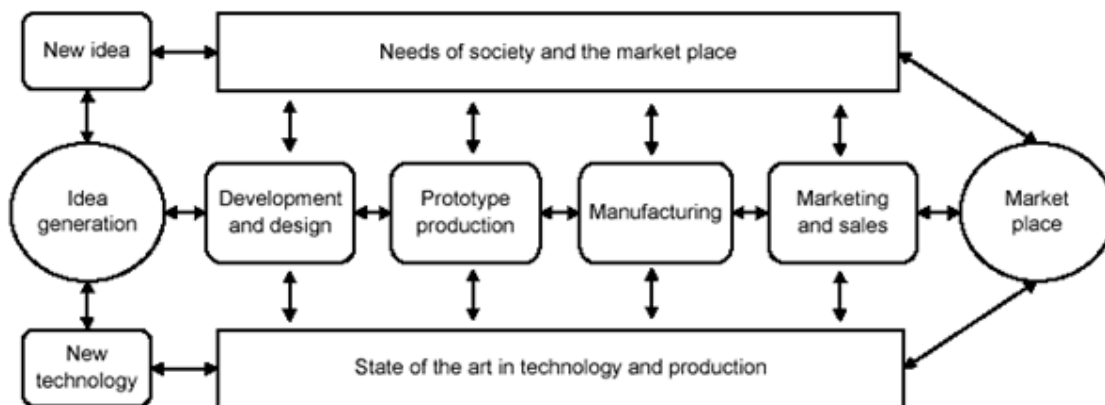 New idea
Needs of society and the market place
Idea
generation
Development
and design
Prototype
production
Manufacturing
Marketing
and sales
Market
place
New
technology
State of the art in technology and production